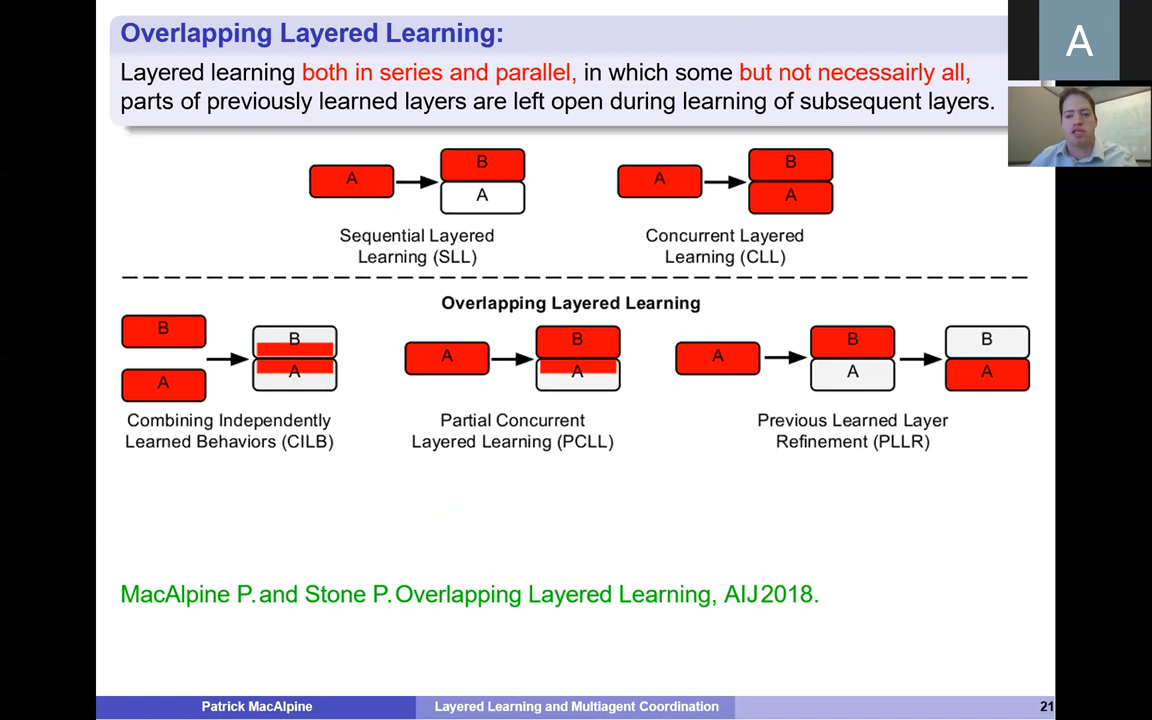 Overlapping Layered Learning:
Layered learning both in series and parallel, in which some but not necessairly all,
parts of previously learned layers are left open during learning of subsequent layers.
A
A
B
A
A
B
A
Sequential Layered
Learning (SLL)
Concurrent Layered
Learning (CLL)
Overlapping Layered Learning
B
A
B
A
A
B
A
A
B
A
B
A
Combining Independently
Learned Behaviors (CILB)
Partial Concurrent
Layered Learning (PCLL)
Previous Learned Layer
Refinement (PLLR)
MacAlpine P. and Stone P. Overlapping Layered Learning, AIJ 2018.
Patrick MacAlpine
Layered Learning and Multiagent Coordination
21